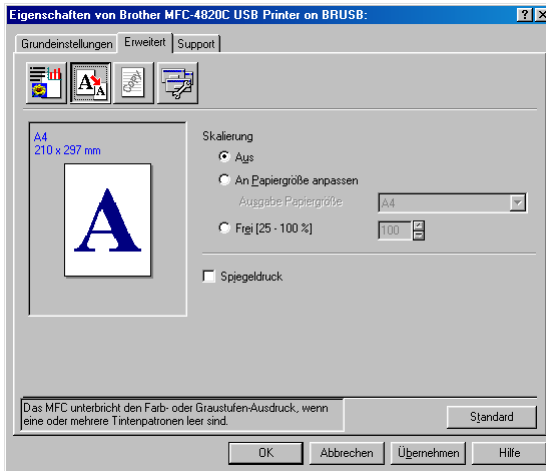 Eigenschaften von Brother MFC-4820C USB Printer on BRUSB:
Grundeinstellungen Erweitert Support
A A Copy
A4
210 x 297 mm
A
Skalierung
Aus
An Papiergröße anpassen
Ausgabe Papiergröße A4
Frei [25 - 100 %] 100
Spiegeldruck
Das MFC unterbricht den Farb- oder Graustufen-Ausdruck, wenn
eine oder mehrere Tintenpatronen leer sind.
Standard
OK Abbrechen Übernehmen Hilfe